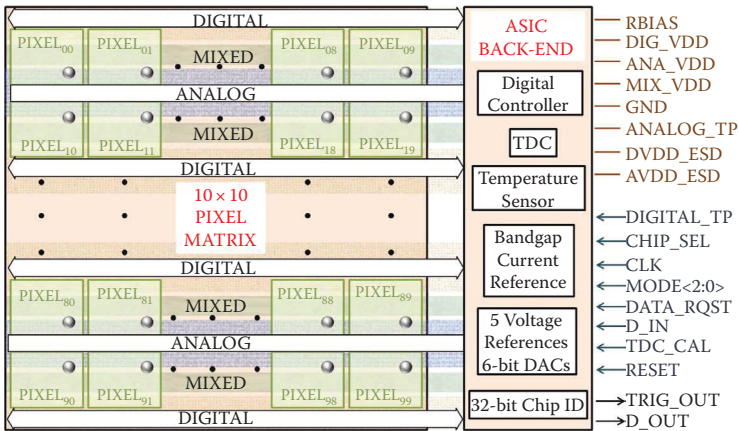 DIGITAL
PIXEL00 PIXEL01 MIXED PIXEL08 PIXEL09
ANALOG
PIXEL10 PIXEL11 MIXED PIXEL18 PIXEL19
DIGITAL
10 × 10
PIXEL
MATRIX
DIGITAL
PIXEL80 PIXEL81 MIXED PIXEL88 PIXEL89
ANALOG
PIXEL90 PIXEL91 MIXED PIXEL98 PIXEL99
DIGITAL
ASIC
BACK-END
Digital
Controller
TDC
Temperature
Sensor
Bandgap
Current
Reference
5 Voltage
References
6-bit DACs
32-bit Chip ID
RBIAS
DIG_VDD
ANA_VDD
MIX_VDD
GND
ANALOG_TP
DVDD_ESD
AVDD_ESD
DIGITAL_TP
CHIP_SEL
CLK
MODE<2:0>
DATA_RQST
D_IN
TDC_CAL
RESET
TRIG_OUT
D_OUT